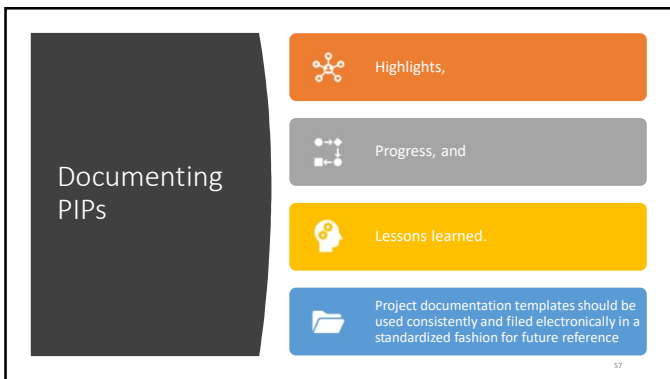 Documenting
PIPs
Highlights,
Progress, and
Lessons learned.
Project documentation templates should be
used consistently and filed electronically in a
standardized fashion for future reference
57